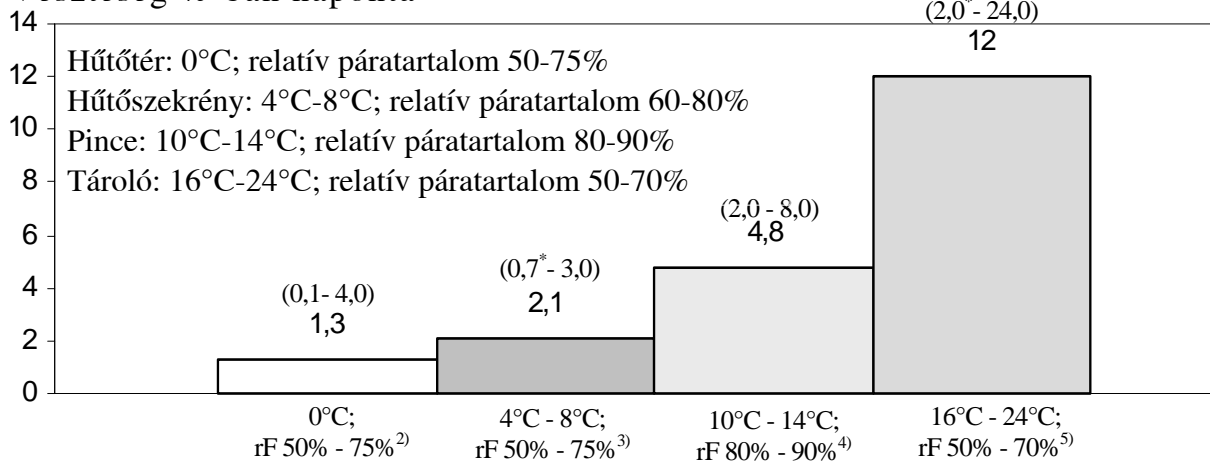 14
(2,0*- 24,0)
12
Hűtőtér: 0°C; relatív páratartalom 50-75%
12
Hűtőszekrény: 4°C-8°C; relatív páratartalom 60-80%
10
Pince: 10°C-14°C; relatív páratartalom 80-90%
8
Tároló: 16°C-24°C; relatív páratartalom 50-70%
6
(2,0 - 8,0)
4,8
(0,7*- 3,0)
2,1
4
(0,1- 4,0)
1,3
2
0
0°C; 4°C - 8°C; 10°C - 14°C; 16°C - 24°C;
rF 50% - 75%2) rF 50% - 75%3) rF 80% - 90%4) rF 50% - 70%5)